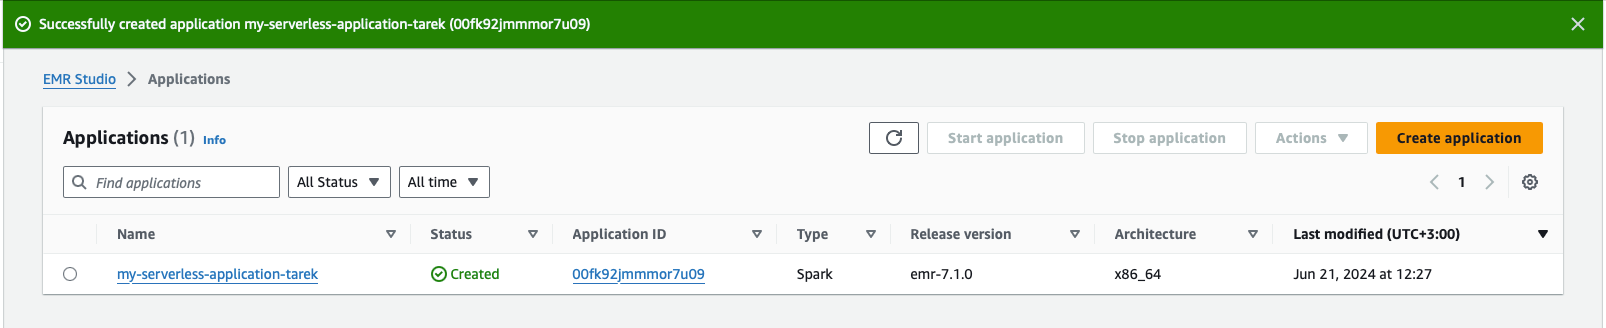 Successfully created application my-serverless-application-tarek (00fk92jmmmor7u09)
EMR Studio > Applications
Applications (1) Info
Start application Stop application Actions Create application
Find applications All Status All time 1
Name Status Application ID Type Release version Architecture Last modified (UTC+3:00)
my-serverless-application-tarek Created 00fk92jmmmor7u09 Spark emr-7.1.0 x86_64 Jun 21, 2024 at 12:27